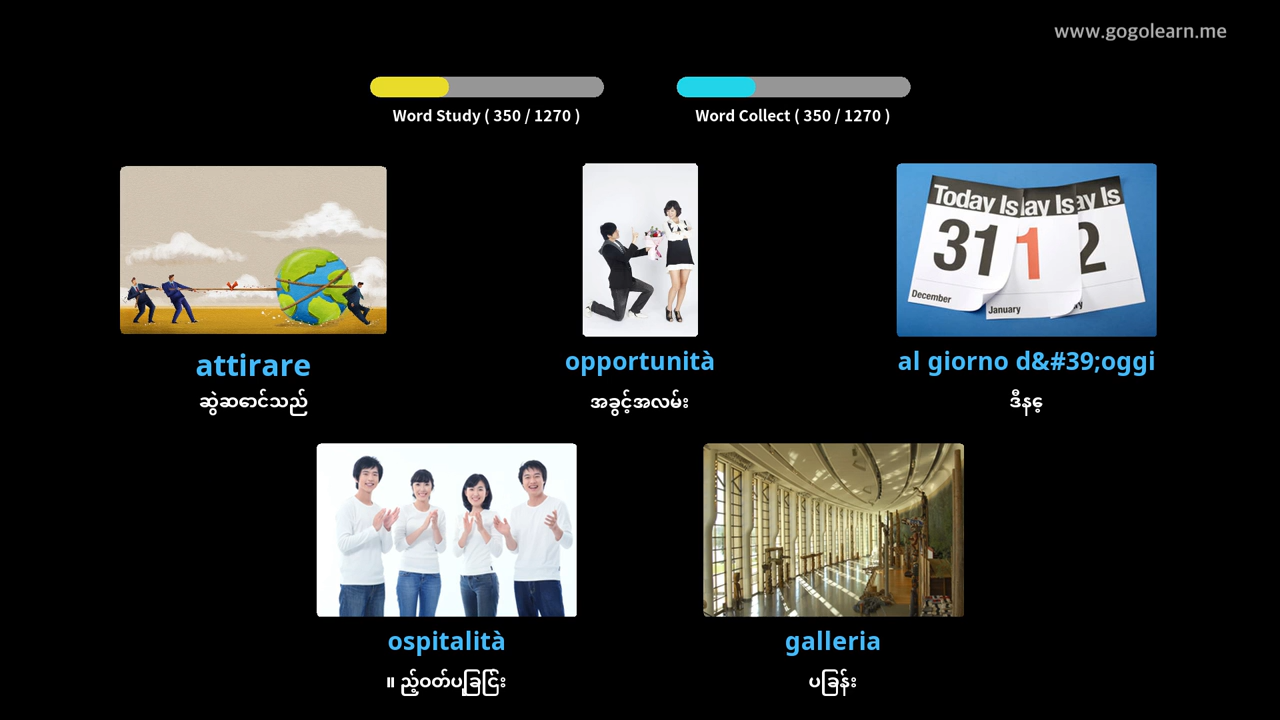 www.gogolearn.me
Word Study ( 350 / 1270 )
Word Collect ( 350 / 1270 )
Today Is
ay Is
ay Is
31
1
2
December
January
attirare
opportunità
al giorno d&#39;oggi
ဆွဲဆောင်သည်
အခွင့်အလမ်း
ဒီနေ့
ospitalità
galleria
။ ည့်ဝတ်ပြုခြင်း
ပြခန်း